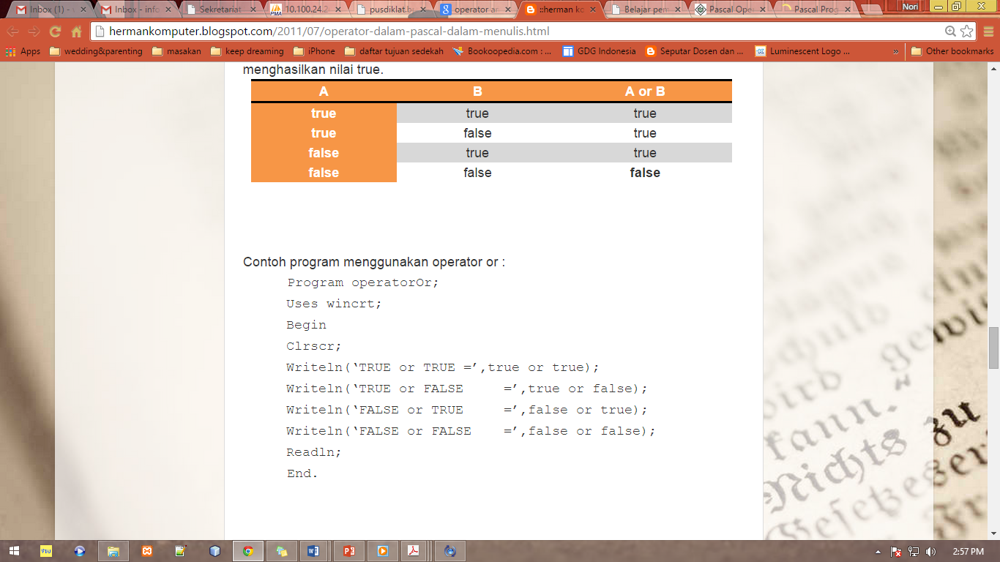 Inbox (1) -
Inbox - info
Sekretariat
10.100.24.2
pusdiklat.b
operator a
::herman ko
Belajar pem
Pascal Ope
Pascal Prog
Nori
hermankomputer.blogspot.com/2011/07/operator-dalam-pascal-dalam-menulis.html
Apps wedding&parenting masakan keep dreaming iPhone daftar tujuan sedekah Bookoopedia.com : ... GDG Indonesia Seputar Dosen dan ... Luminescent Logo ... » Other bookmarks
menghasilkan nilai true.
A B A or B
true true true
true false true
false true true
false false false
Contoh program menggunakan operator or :
Program operatorOr;
Uses wincrt;
Begin
Clrscr;
Writeln(‘TRUE or TRUE =’,true or true);
Writeln(‘TRUE or FALSE     =’,true or false);
Writeln(‘FALSE or TRUE     =’,false or true);
Writeln(‘FALSE or FALSE    =’,false or false);
Readln;
End.
gewi
wird
fann.
Nichts zu
2:57 PM